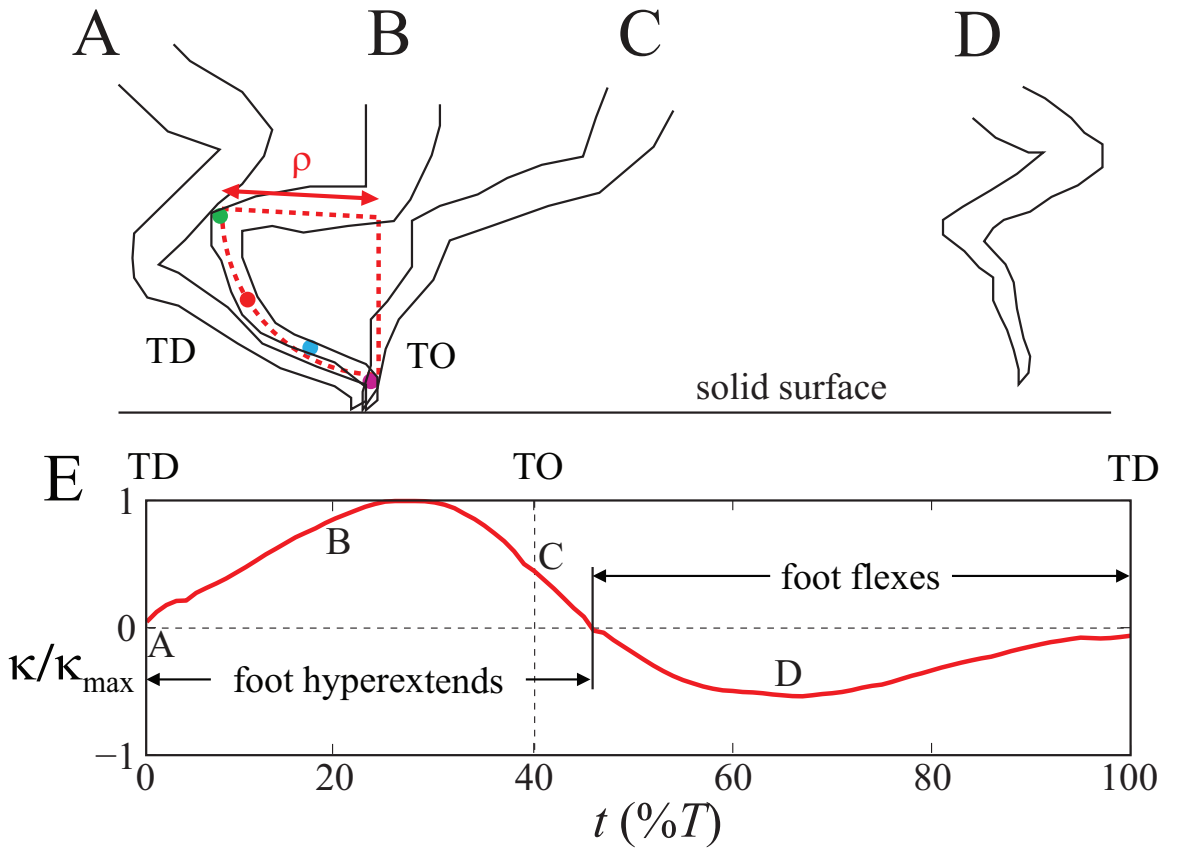 A B C D
ρ
TD TO
solid surface
E TD TO TD
1
B C foot flexes
0
A
κ/κmax foot hyperextends D
−1
0 20 40 60 80 100
t (%T)